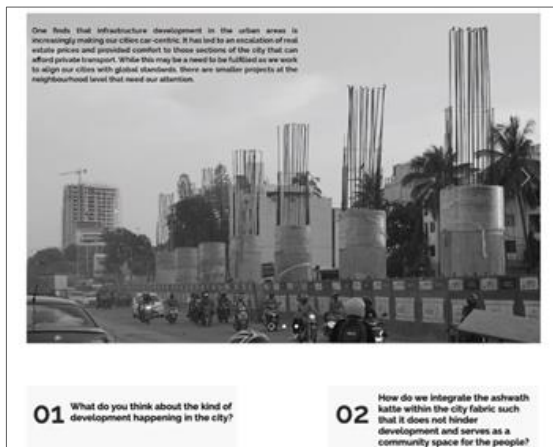 One finds that infrastructure development in the urban areas is
increasingly making our cities car-centric. It has led to an escalation of real
estate prices and provided comfort to those sections of the city that can
afford private transport. While this may be a need to be fulfilled as we work
to align our cities with global standards, there are smaller projects at the
neighbourhood level that need our attention.
01 What do you think about the kind of
development happening in the city?
02 How do we integrate the ashwath
katte within the city fabric such
that it does not hinder
development and serves as a
community space for the people?